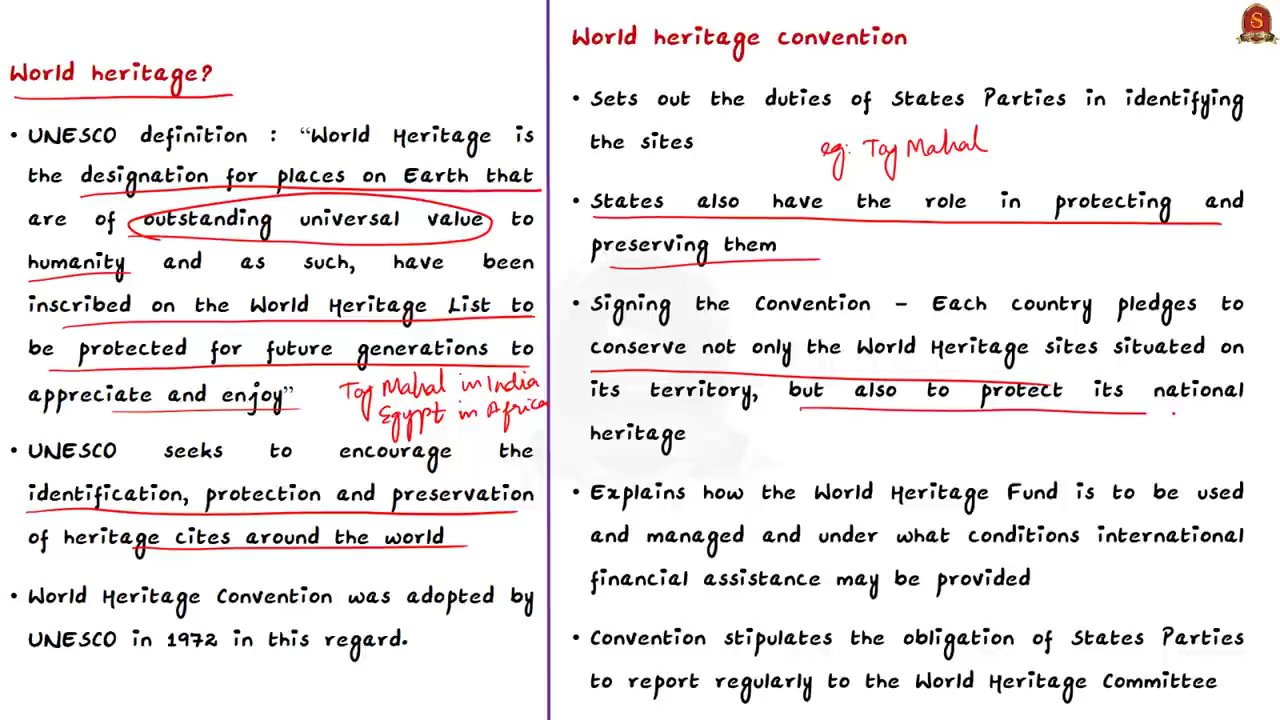 World heritage?
• UNESCO definition : "World Heritage is
the designation for places on Earth that
are of outstanding universal value to
humanity and as such, have been
inscribed on the World Heritage List to
be protected for future generations to
appreciate and enjoy"
Taj Mahal in India
Egypt in Africa
• UNESCO seeks to encourage the
identification, protection and preservation
of heritage cites around the world
• World Heritage Convention was adopted by
UNESCO in 1972 in this regard.
World heritage convention
• Sets out the duties of States Parties in identifying
the sites
eg: Taj Mahal
• States also have the role in protecting and
preserving them
• Signing the Convention – Each country pledges to
conserve not only the World Heritage sites situated on
its territory, but also to protect its national
heritage
• Explains how the World Heritage Fund is to be used
and managed and under what conditions international
financial assistance may be provided
• Convention stipulates the obligation of States Parties
to report regularly to the World Heritage Committee
S